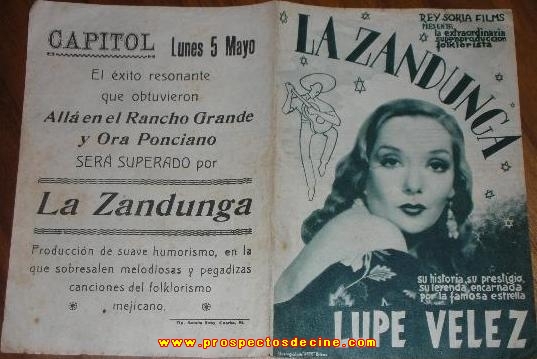 CAPITOL Lunes 5 Mayo
El éxito resonante
que obtuvieron
Allá en el Rancho Grande
y Ora Ponciano
SERÁ SUPERADO por
La Zandunga
Producción de suave humorismo, en la
que sobresalen melodiosas y pegadizas
canciones del folklorismo
mejicano.
REY SORIA FILMS
PRESENTA
la extraordinaria
superproducción
folklorista
LA ZANDUNGA
su historia, su prestigio,
su leyenda, encarnada
por la famosa estrella
LUPE VELEZ
www.prospectosdecine.com